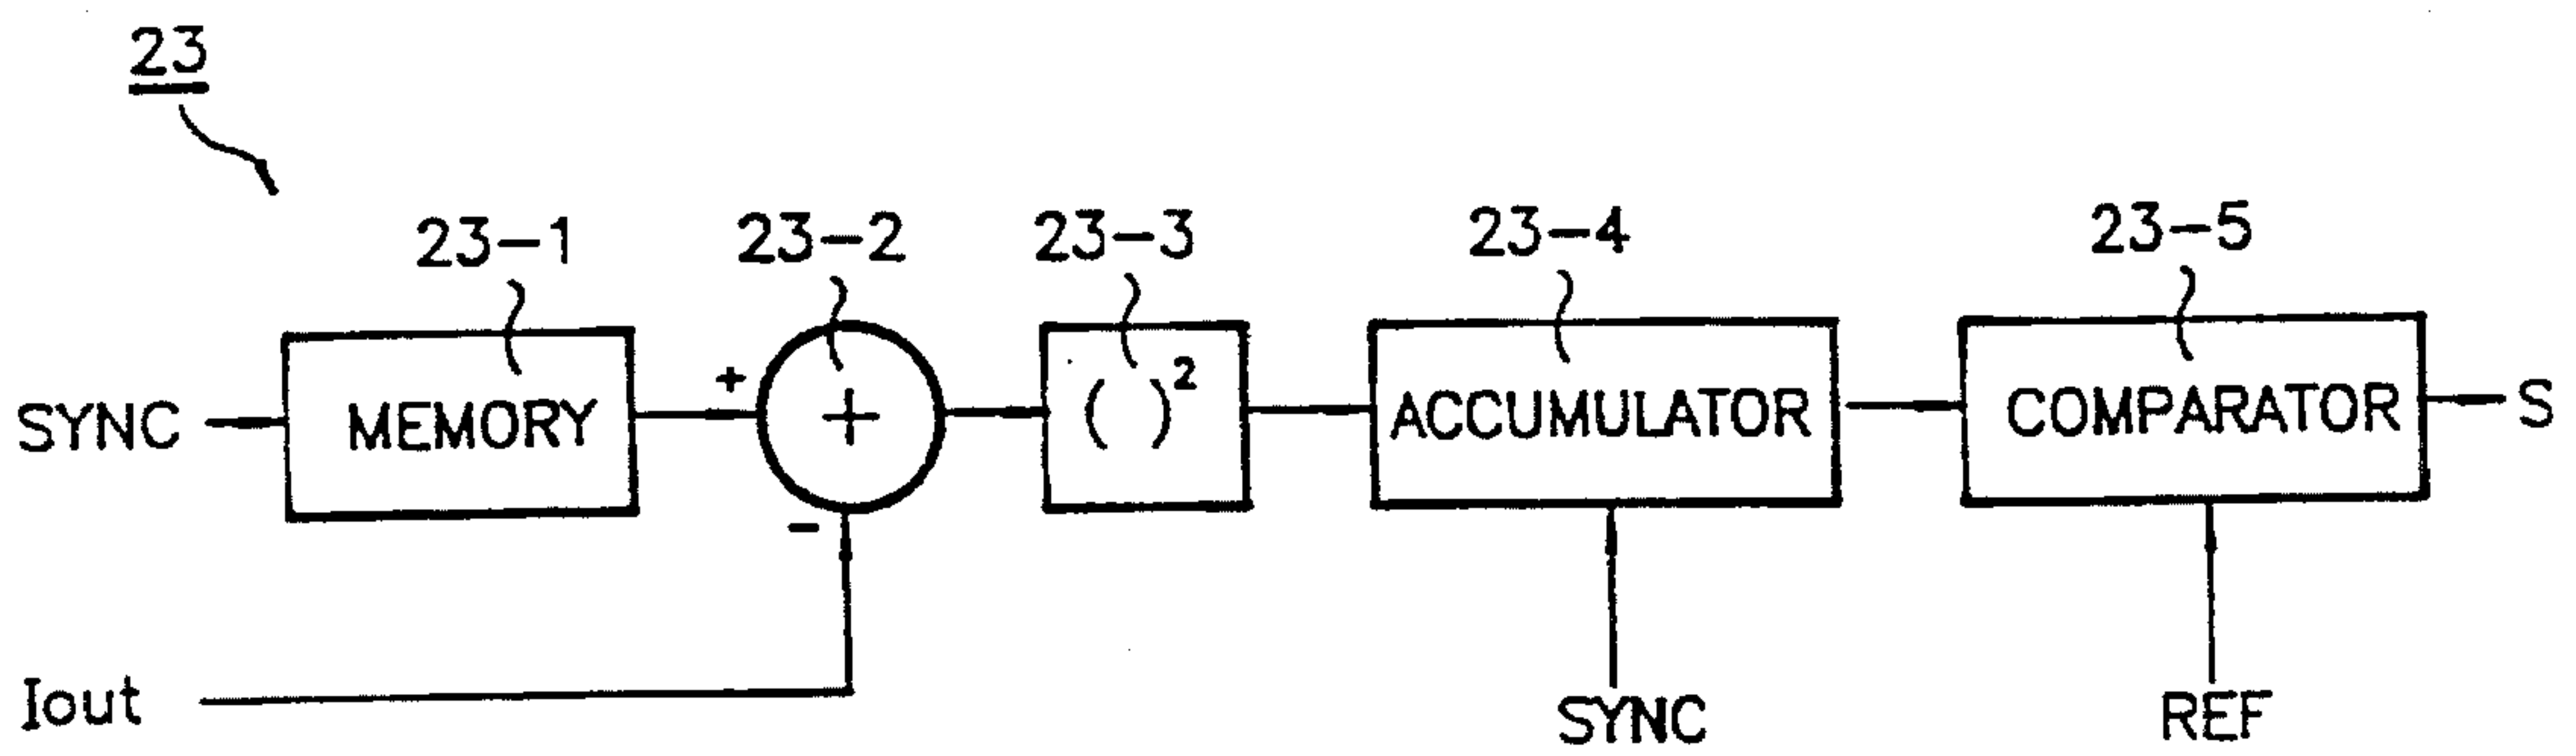 23
23-1
23-2
23-3
23-4
23-5
SYNC
MEMORY
+
+
-
( )²
ACCUMULATOR
COMPARATOR
S
Iout
SYNC
REF